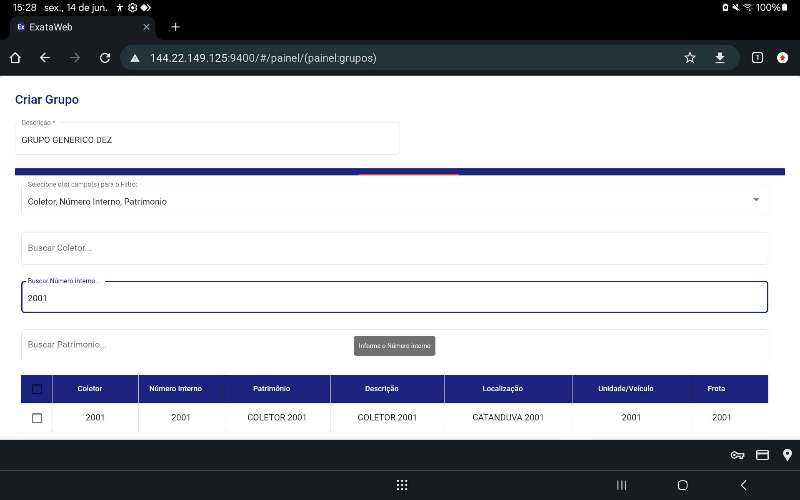 15:28 sex., 14 de jun. 100%
Ex ExataWeb
144.22.149.125:9400/#/painel/(painel:grupos) 1
Criar Grupo
Descrição *
GRUPO GENERICO DEZ
Selecione o(s) campo(s) para o Filtro:
Coletor, Número Interno, Patrimonio
Buscar Coletor...
Buscar Número interno...
2001
Buscar Patrimonio...
Informe o Número interno
Coletor Número Interno Patrimônio Descrição Localização Unidade/Veículo Frota
2001 2001 COLETOR 2001 COLETOR 2001 CATANDUVA 2001 2001 2001